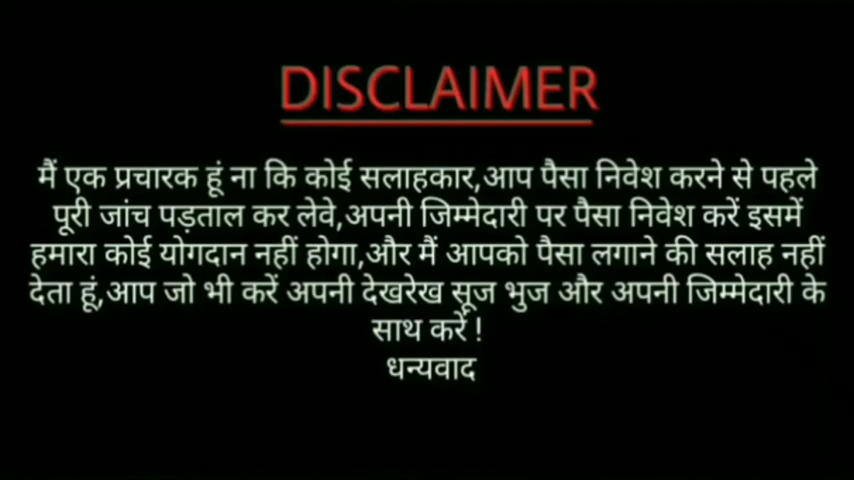 DISCLAIMER
मैं एक प्रचारक हूं ना कि कोई सलाहकार,आप पैसा निवेश करने से पहले
पूरी जांच पड़ताल कर लेवे,अपनी जिम्मेदारी पर पैसा निवेश करें इसमें
हमारा कोई योगदान नहीं होगा,और मैं आपको पैसा लगाने की सलाह नहीं
देता हूं,आप जो भी करें अपनी देखरेख सूज भुज और अपनी जिम्मेदारी के
साथ करें !
धन्यवाद